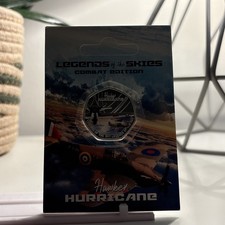 LEGENDS of the SKIES
COMBAT EDITION
Hawker
HURRICANE